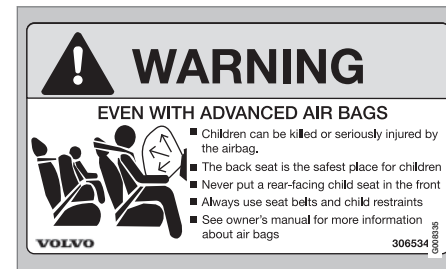 WARNING
EVEN WITH ADVANCED AIR BAGS
Children can be killed or seriously injured by
the airbag.
The back seat is the safest place for children
Never put a rear-facing child seat in the front
Always use seat belts and child restraints
See owner's manual for more information
about air bags
VOLVO
306534
G008335